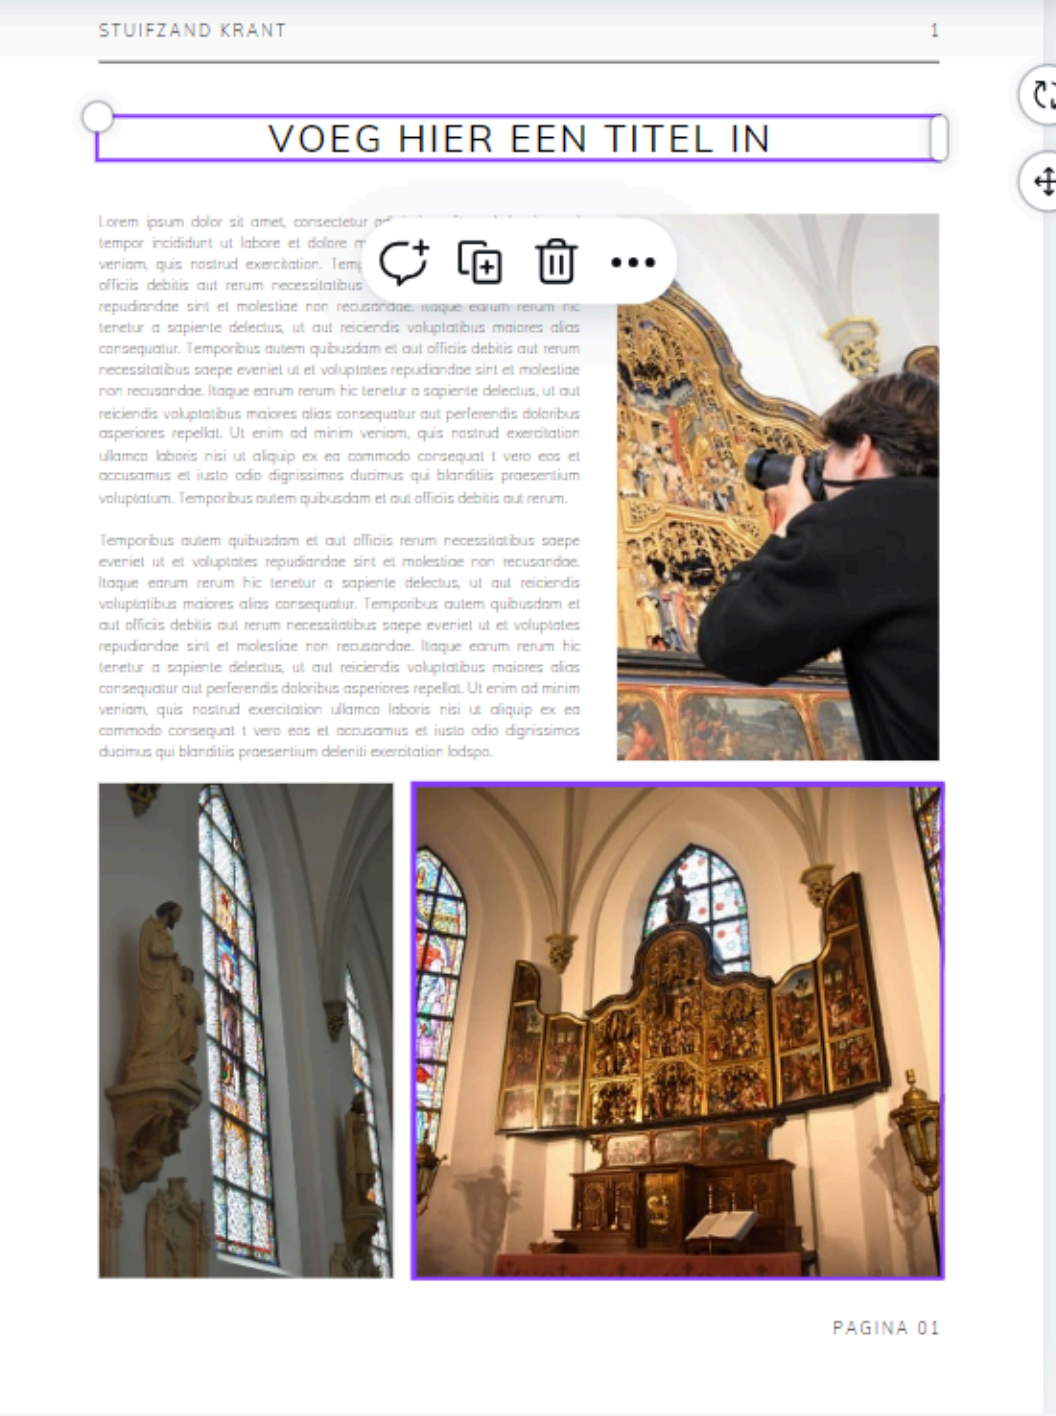 STUIFZAND KRANT
1
VOEG HIER EEN TITEL IN
Lorem ipsum dolor sit amet, consectetur
tempor incididunt ut labore et dolore
veniam, quis nostrud exercitation.
officiis debitis aut rerum necessitatibus
repudiandae sint et molestiae non recusandae. Itaque earum rerum hic
tenetur a sapiente delectus, ut aut reiciendis voluptatibus maiores alias
consequatur. Temporibus autem quibusdam et aut officiis debitis aut rerum
necessitatibus saepe eveniet ut et voluptates repudiandae sint et molestiae
non recusandae. Itaque earum rerum hic tenetur a sapiente delectus, ut aut
reiciendis voluptatibus maiores alias consequatur aut perferendis doloribus
asperiores repellat. Ut enim ad minim veniam, quis nostrud exercitation
ullamco laboris nisi ut aliquip ex ea commodo consequat t vero eos et
accusamus et iusto odio dignissimos ducimus qui blanditiis praesentium
voluptatum. Temporibus autem quibusdam et aut officiis debitis aut rerum.
Temporibus autem quibusdam et aut officiis rerum necessitatibus saepe
eveniet ut et voluptates repudiandae sint et molestiae non recusandae.
Itaque earum rerum hic tenetur a sapiente delectus, ut aut reiciendis
voluptatibus maiores alias consequatur. Temporibus autem quibusdam et
aut officiis debitis aut rerum necessitatibus saepe eveniet ut et voluptates
repudiandae sint et molestiae non recusandae. Itaque earum rerum hic
tenetur a sapiente delectus, ut aut reiciendis voluptatibus maiores alias
consequatur aut perferendis doloribus asperiores repellat. Ut enim ad minim
veniam, quis nostrud exercitation ullamco laboris nisi ut aliquip ex ea
commodo consequat t vero eos et accusamus et iusto odio dignissimos
ducimus qui blanditiis praesentium deleniti exercitation lodspo.
PAGINA 01